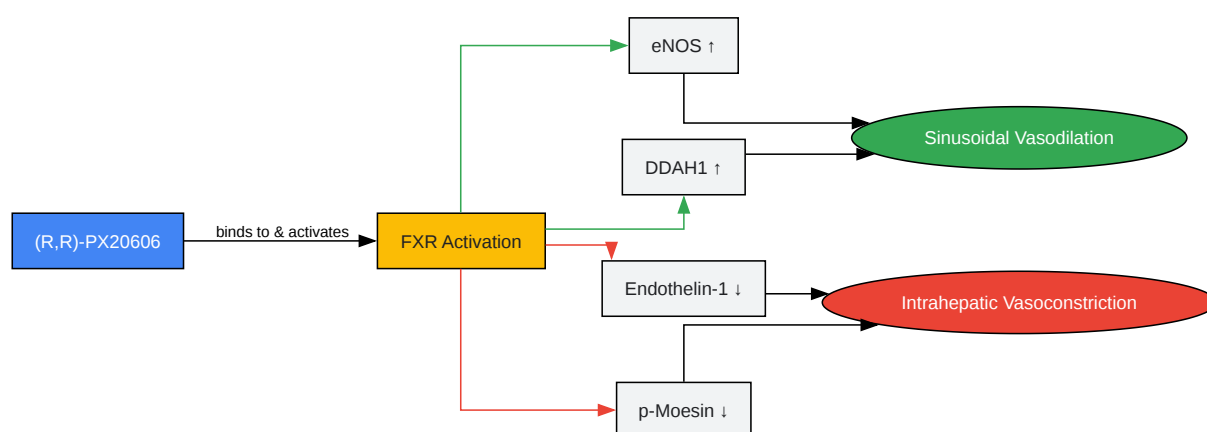 eNOS ↑
Sinusoidal Vasodilation
DDAH1 ↑
(R,R)-PX20606
binds to & activates
FXR Activation
Endothelin-1 ↓
Intrahepatic Vasoconstriction
p-Moesin ↓